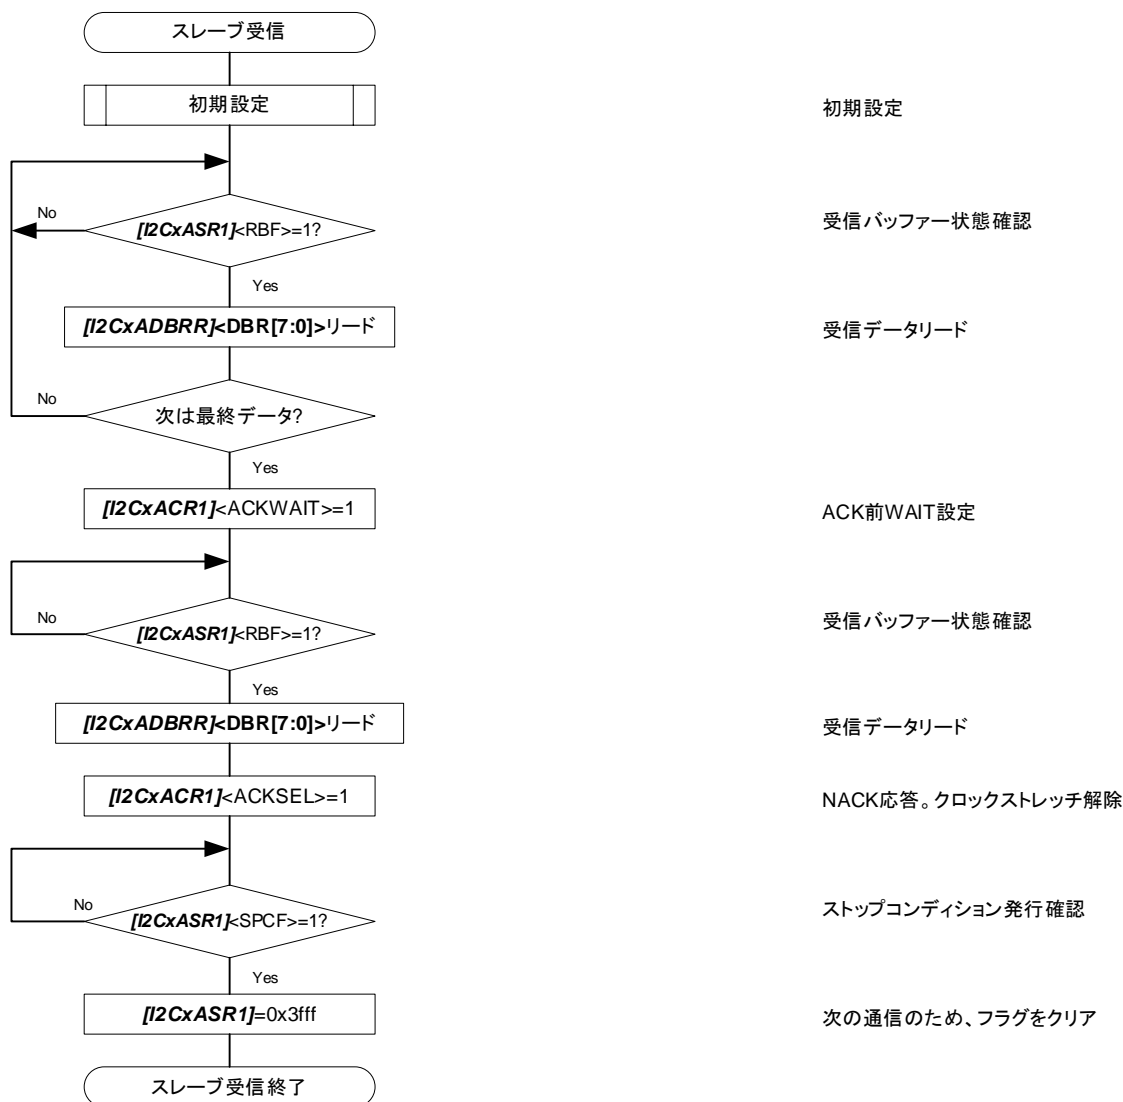 スレーブ受信
初期設定
初期設定
No
[I2CxASR1]<RBF>=1?
受信バッファー状態確認
Yes
[I2CxADBRR]<DBR[7:0]>リード
受信データリード
No
次は最終データ?
Yes
[I2CxACR1]<ACKWAIT>=1
ACK前WAIT設定
No
[I2CxASR1]<RBF>=1?
受信バッファー状態確認
Yes
[I2CxADBRR]<DBR[7:0]>リード
受信データリード
[I2CxACR1]<ACKSEL>=1
NACK応答。クロックストレッチ解除
No
[I2CxASR1]<SPCF>=1?
ストップコンディション発行確認
Yes
[I2CxASR1]=0x3fff
次の通信のため、フラグをクリア
スレーブ受信終了